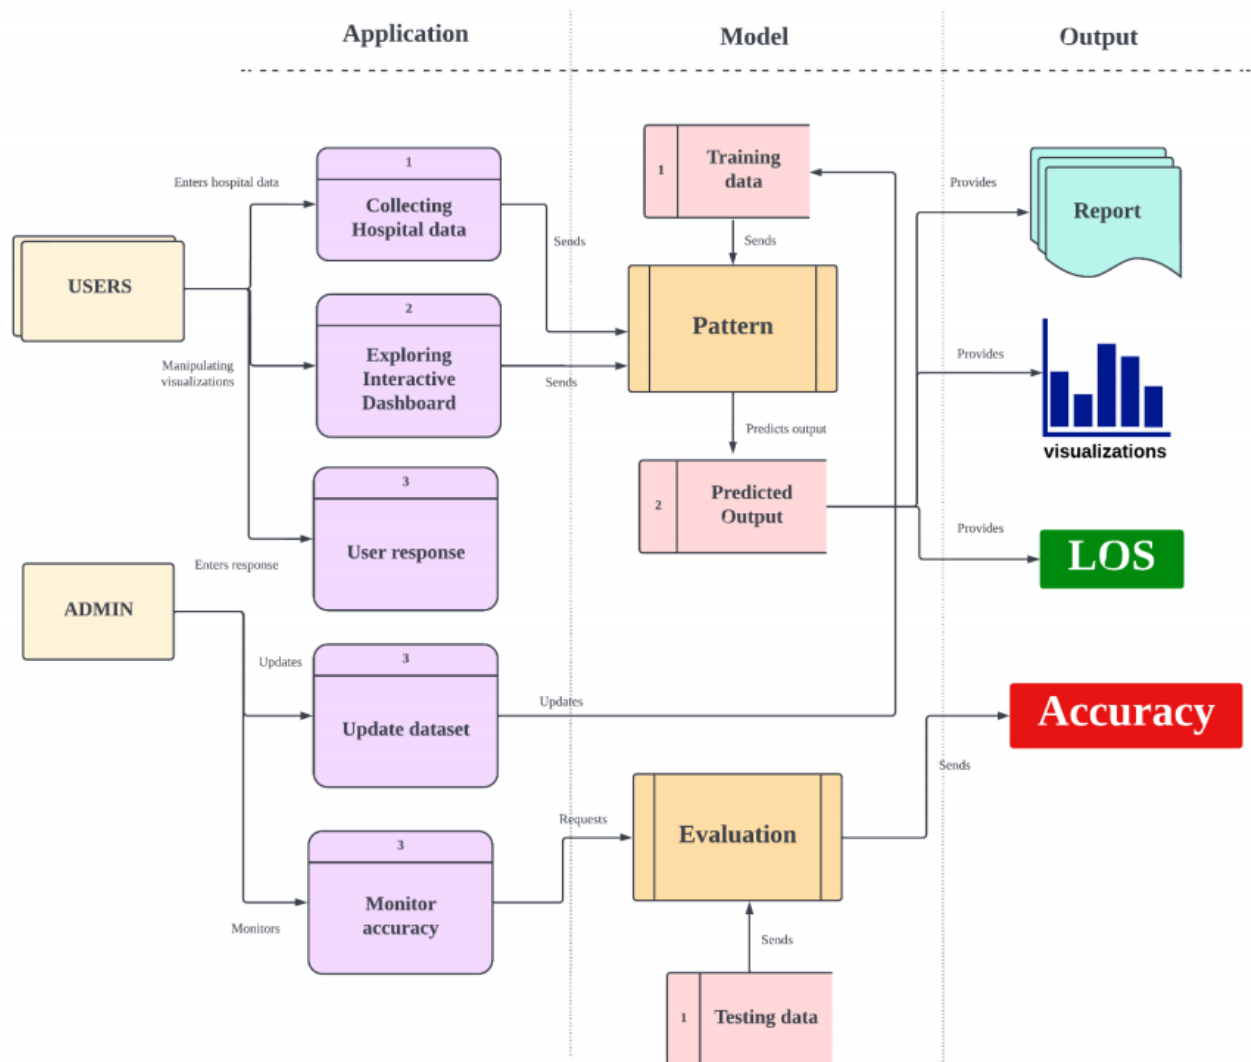 Application
Model
Output
1
Training
data
Provides
Report
Enters hospital data
1
Collecting
Hospital data
Sends
Sends
USERS
2
Exploring
Interactive
Dashboard
Manipulating
visualizations
Sends
Pattern
Provides
visualizations
Predicts output
3
User response
Enters response
2
Predicted
Output
Provides
LOS
ADMIN
Updates
3
Update dataset
Updates
Accuracy
Sends
3
Monitor
accuracy
Monitors
Requests
Evaluation
Sends
1
Testing data